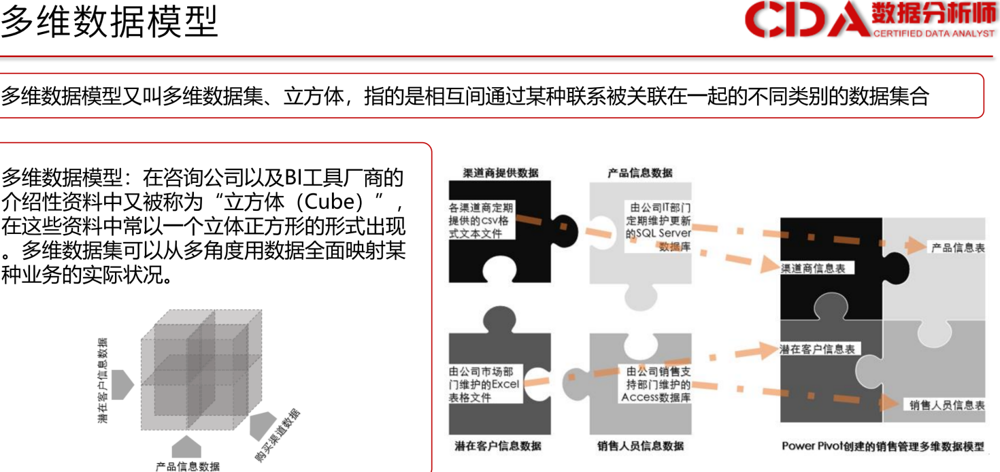 多维数据模型
CDA数据分析师
CERTIFIED DATA ANALYST
多维数据模型又叫多维数据集、立方体，指的是相互间通过某种联系被关联在一起的不同类别的数据集合
多维数据模型：在咨询公司以及BI工具厂商的
介绍性资料中又被称为“立方体（Cube）”，
在这些资料中常以一个立体正方形的形式出现
。多维数据集可以从多角度用数据全面映射某
种业务的实际状况。
潜在客户信息数据
产品信息数据
购买渠道数据
渠道商提供数据
各渠道商定期
提供的csv格
式文本文件
产品信息数据
由公司IT部门
定期维护更新
的SQL Server
数据库
由公司市场部
门维护的Excel
表格文件
潜在客户信息数据
由公司销售支
持部门维护的
Access数据库
销售人员信息数据
产品信息表
渠道商信息表
潜在客户信息表
销售人员信息表
Power Pivot创建的销售管理多维数据模型